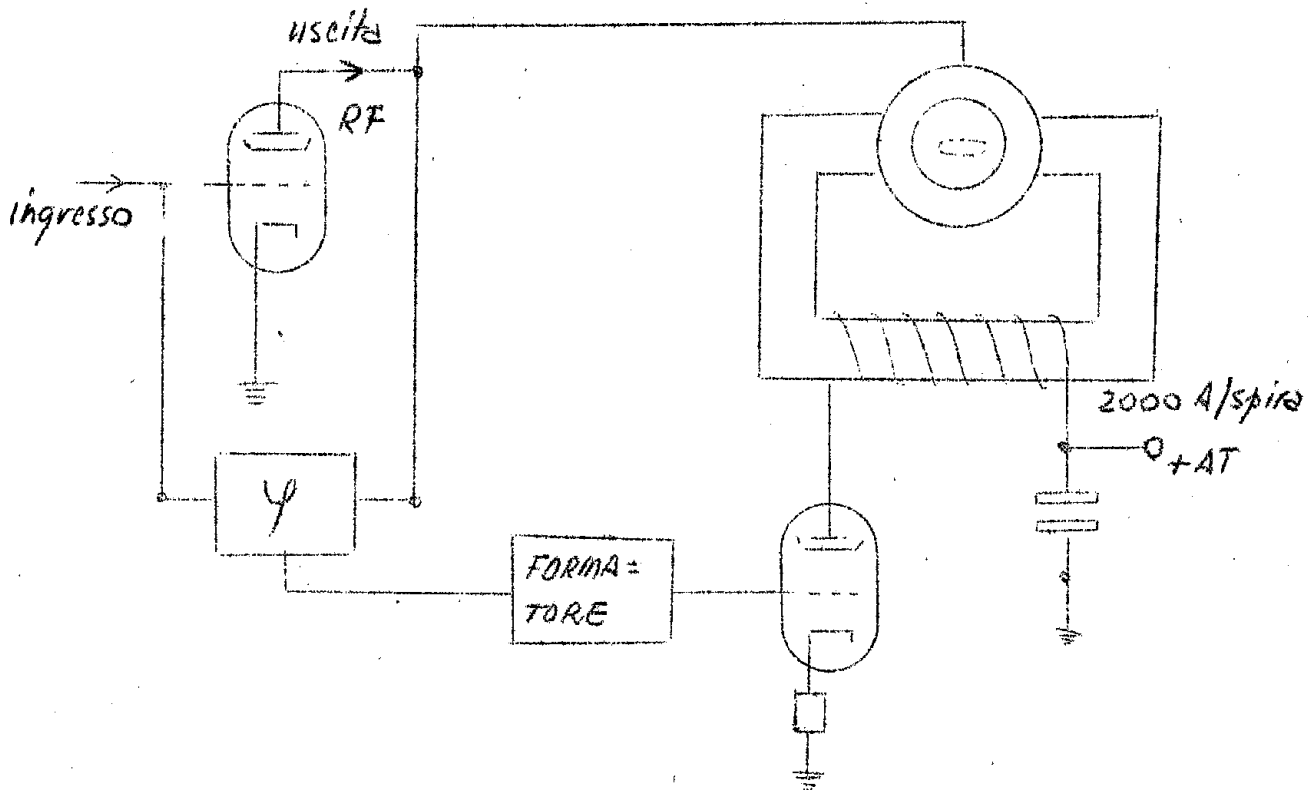 uscita
RF
ingresso
φ
FORMA=
TORE
2000 A/spira
+AT